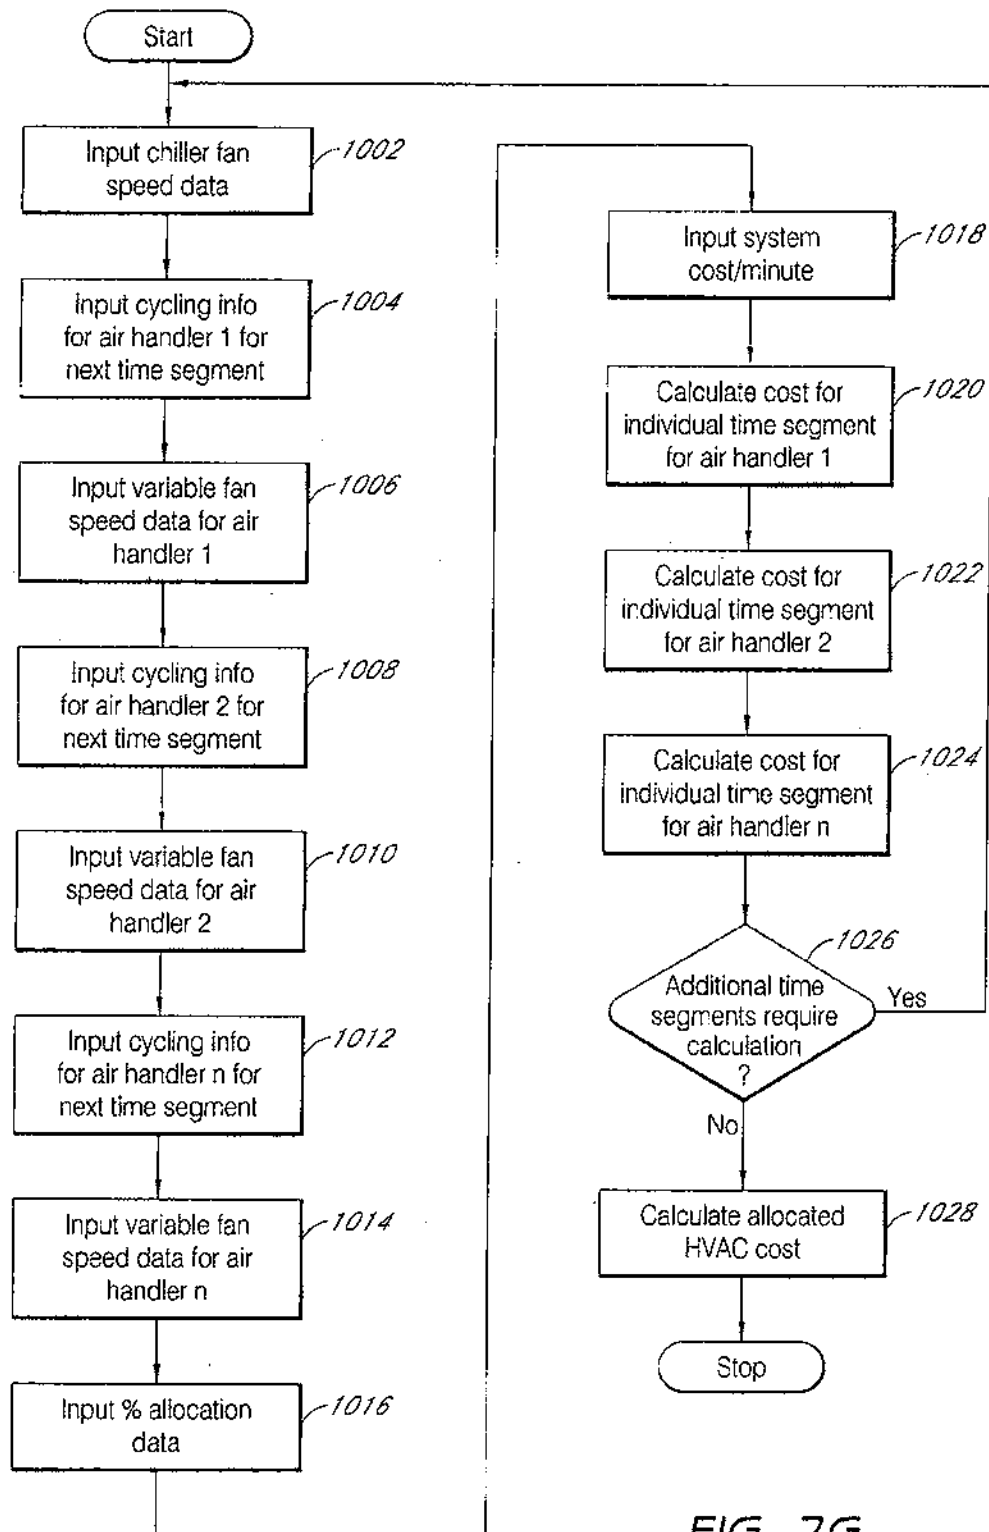 Start
Input chiller fan
speed data
1002
Input cycling info
for air handler 1 for
next time segment
1004
Input variable fan
speed data for air
handler 1
1006
Input cycling info
for air handler 2 for
next time segment
1008
Input variable fan
speed data for air
handler 2
1010
Input cycling info
for air handler n for
next time segment
1012
Input variable fan
speed data for air
handler n
1014
Input % allocation
data
1016
Input system
cost/minute
1018
Calculate cost for
individual time segment
for air handler 1
1020
Calculate cost for
individual time segment
for air handler 2
1022
Calculate cost for
individual time segment
for air handler n
1024
Additional time
segments require
calculation
?
1026
Yes
No
Calculate allocated
HVAC cost
1028
Stop
FIG. 7G